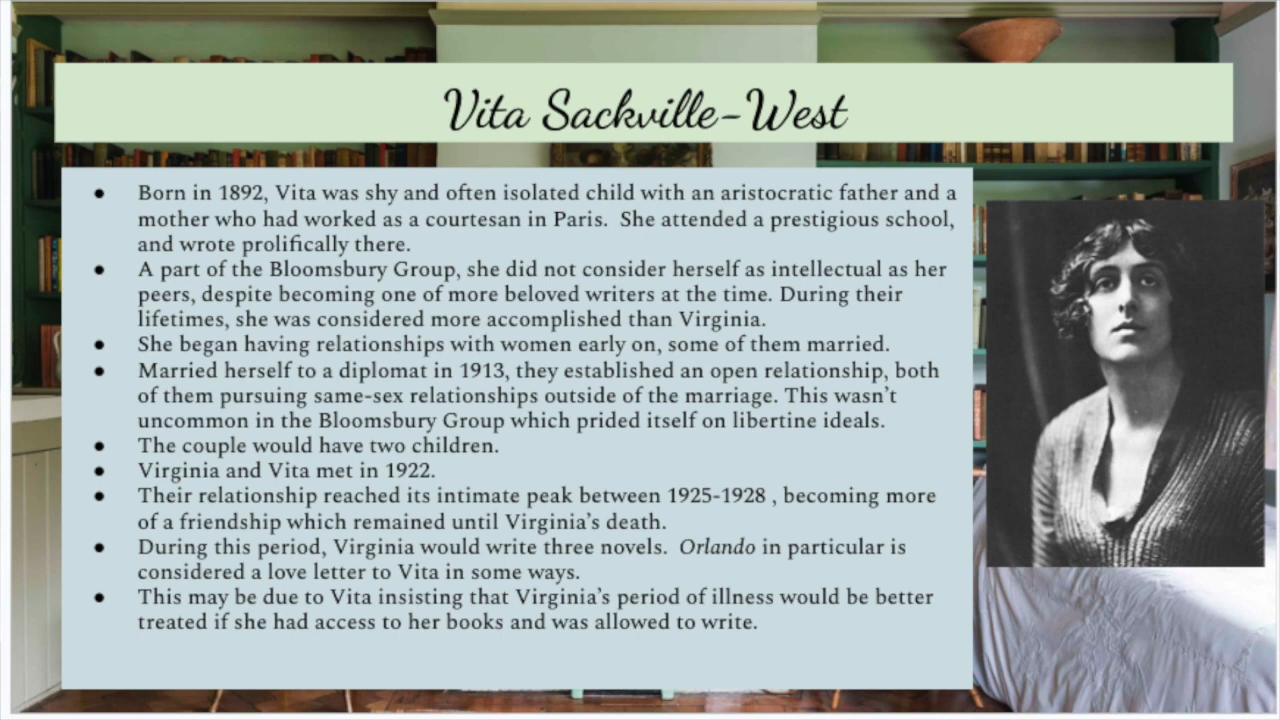 Vita Sackville-West
● Born in 1892, Vita was shy and often isolated child with an aristocratic father and a
mother who had worked as a courtesan in Paris.  She attended a prestigious school,
and wrote prolifically there.
● A part of the Bloomsbury Group, she did not consider herself as intellectual as her
peers, despite becoming one of more beloved writers at the time. During their
lifetimes, she was considered more accomplished than Virginia.
● She began having relationships with women early on, some of them married.
● Married herself to a diplomat in 1913, they established an open relationship, both
of them pursuing same-sex relationships outside of the marriage. This wasn't
uncommon in the Bloomsbury Group which prided itself on libertine ideals.
● The couple would have two children.
● Virginia and Vita met in 1922.
● Their relationship reached its intimate peak between 1925-1928 , becoming more
of a friendship which remained until Virginia's death.
● During this period, Virginia would write three novels.  Orlando in particular is
considered a love letter to Vita in some ways.
● This may be due to Vita insisting that Virginia's period of illness would be better
treated if she had access to her books and was allowed to write.